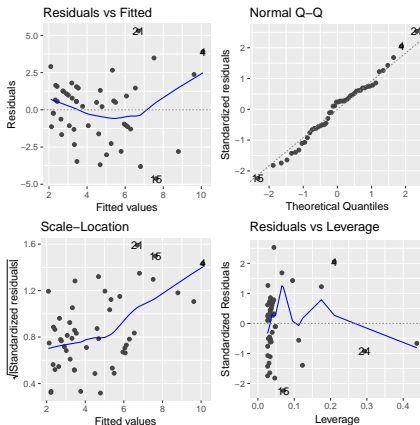 Residuals vs Fitted
Residuals
5.0
2.5
0.0
−2.5
−5.0
21
4
15
2 4 6 8 10
Fitted values
Normal Q−Q
Standardized residuals
2
1
0
−1
−2
21
4
15
−2 −1 0 1 2
Theoretical Quantiles
Scale−Location
√|Standardized residuals|
1.6
1.2
0.8
0.4
21
15
4
2 4 6 8 10
Fitted values
Residuals vs Leverage
Standardized Residuals
2
1
0
−1
−2
4
24
15
0.0 0.1 0.2 0.3 0.4
Leverage